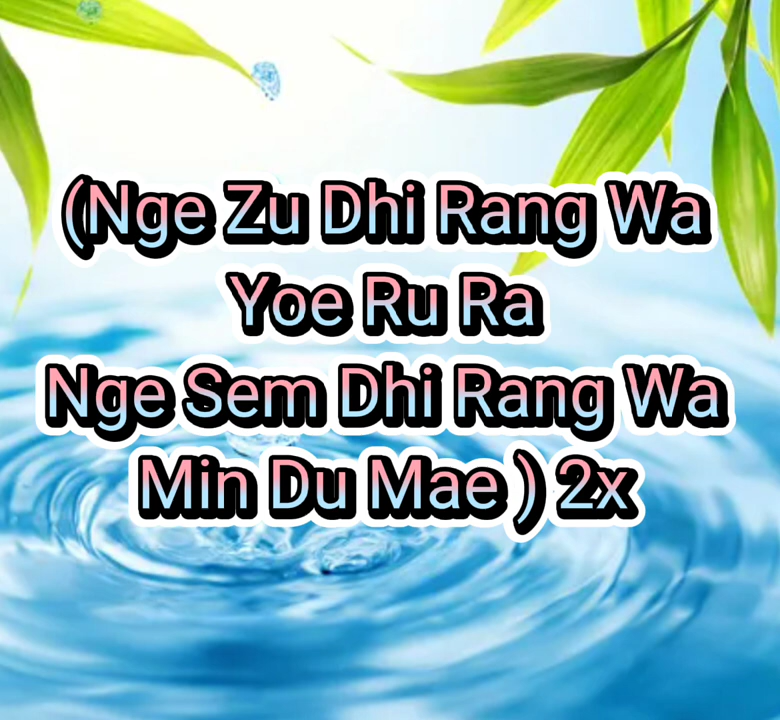 (Nge Zu Dhi Rang Wa
Yoe Ru Ra
Nge Sem Dhi Rang Wa
Min Du Mae ) 2x